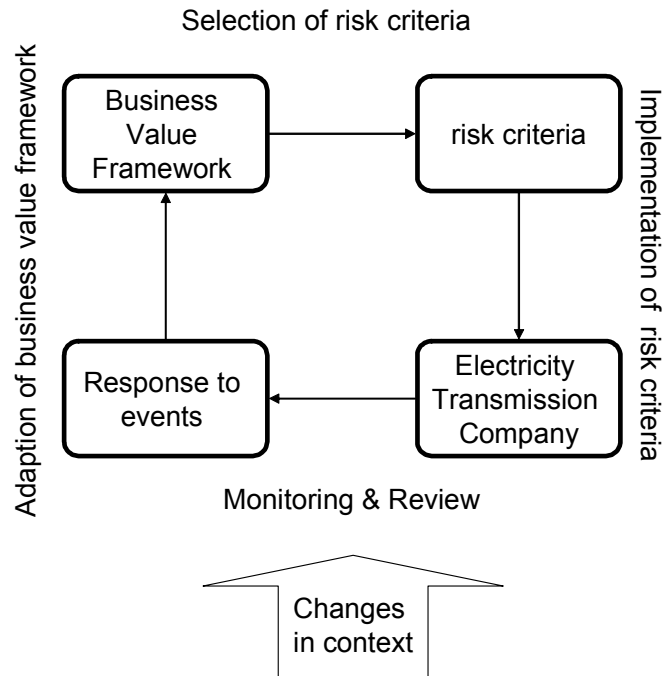 Selection of risk criteria
Adaption of business value framework
Business
Value
Framework
risk criteria
Implementation of risk criteria
Response to
events
Electricity
Transmission
Company
Monitoring & Review
Changes
in context